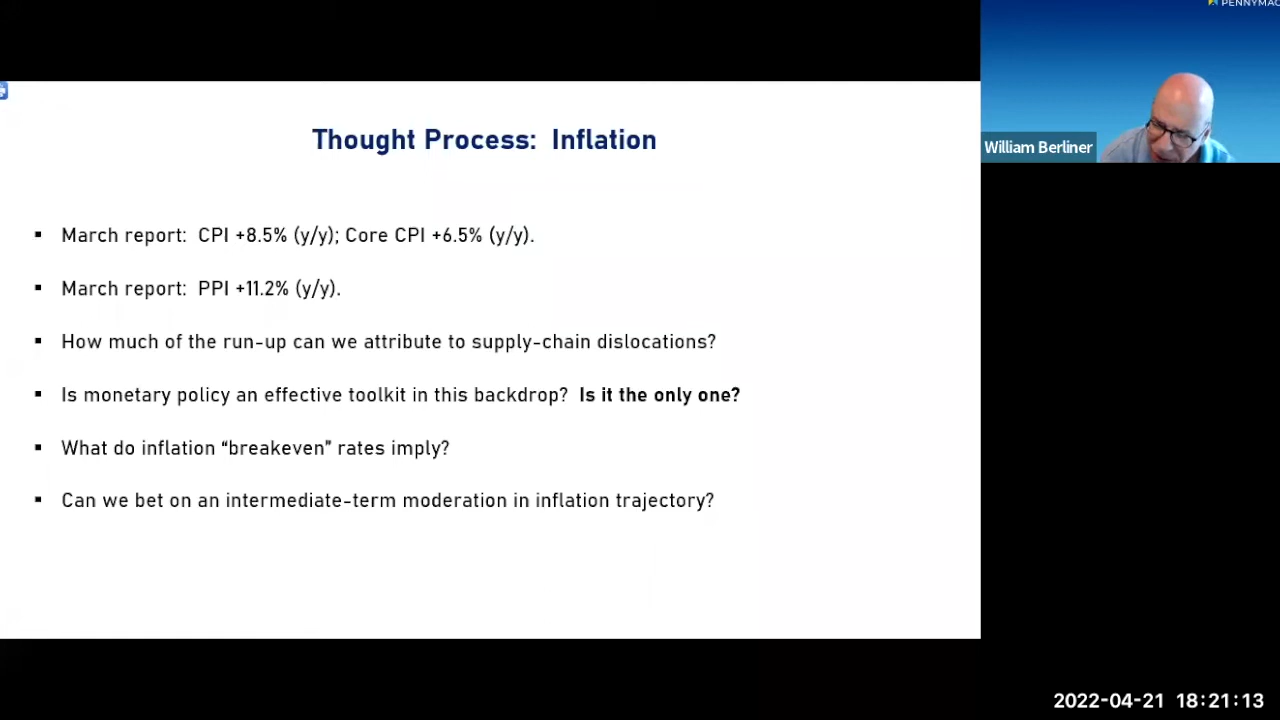 PENNYMAC
Thought Process: Inflation
William Berliner
▪ March report: CPI +8.5% (y/y); Core CPI +6.5% (y/y).
▪ March report: PPI +11.2% (y/y).
▪ How much of the run-up can we attribute to supply-chain dislocations?
▪ Is monetary policy an effective toolkit in this backdrop? Is it the only one?
▪ What do inflation “breakeven” rates imply?
▪ Can we bet on an intermediate-term moderation in inflation trajectory?
2022-04-21 18:21:13